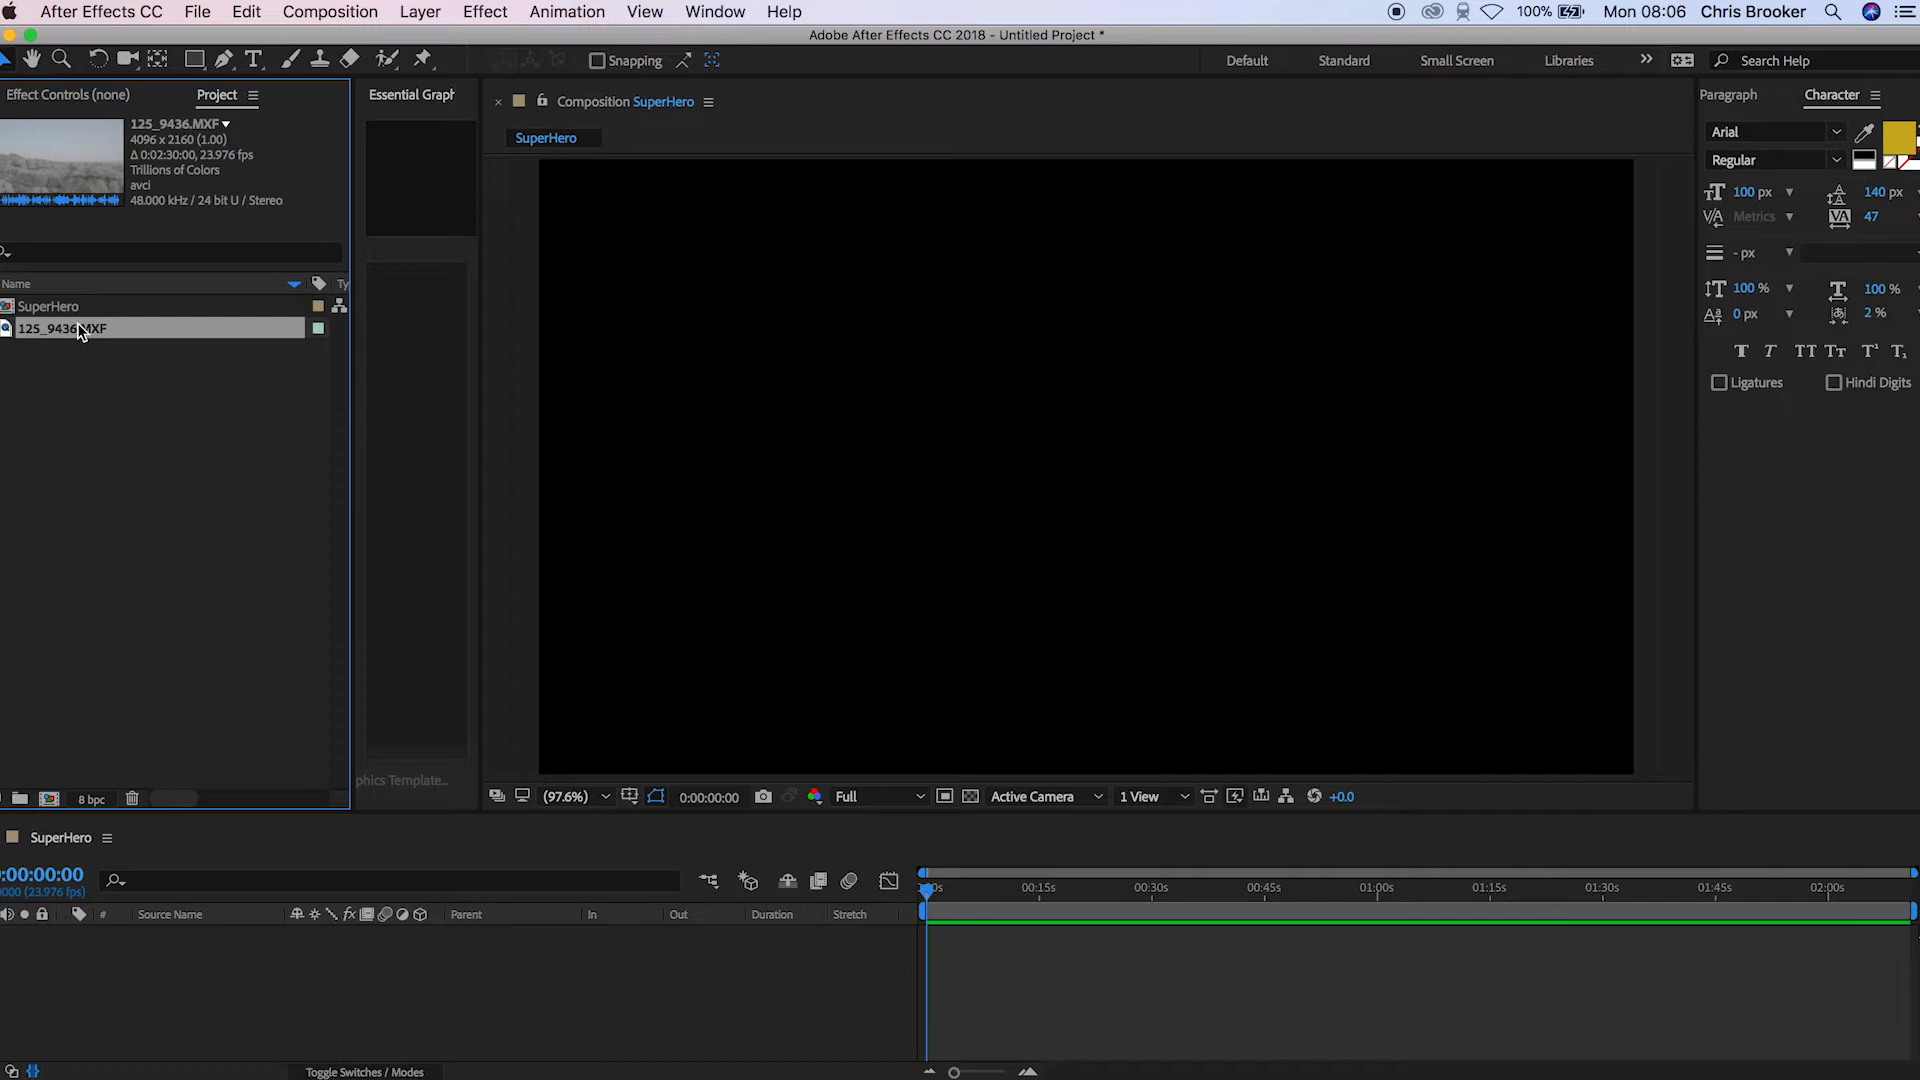 After Effects CC File Edit Composition Layer Effect Animation View Window Help 100% Mon 08:06 Chris Brooker
Adobe After Effects CC 2018 - Untitled Project *
Snapping Default Standard Small Screen Libraries Search Help
Effect Controls (none) Project
Essential Graph
Composition SuperHero
Paragraph Character
125_9436.MXF
4096 x 2160 (1.00)
Δ 0:02:30:00, 23.976 fps
Trillions of Colors
avci
48.000 kHz / 24 bit U / Stereo
SuperHero
Arial
Regular
100 px 140 px
Metrics 47
- px
100 % 100 %
0 px 2 %
Ligatures Hindi Digits
Name Ty
SuperHero
125_9436.MXF
phics Template...
8 bpc
(97.6%) 0:00:00:00 Full Active Camera 1 View +0.0
SuperHero
:00:00:00
0000 (23.976 fps)
00s 00:15s 00:30s 00:45s 01:00s 01:15s 01:30s 01:45s 02:00s
# Source Name Parent In Out Duration Stretch
Toggle Switches / Modes